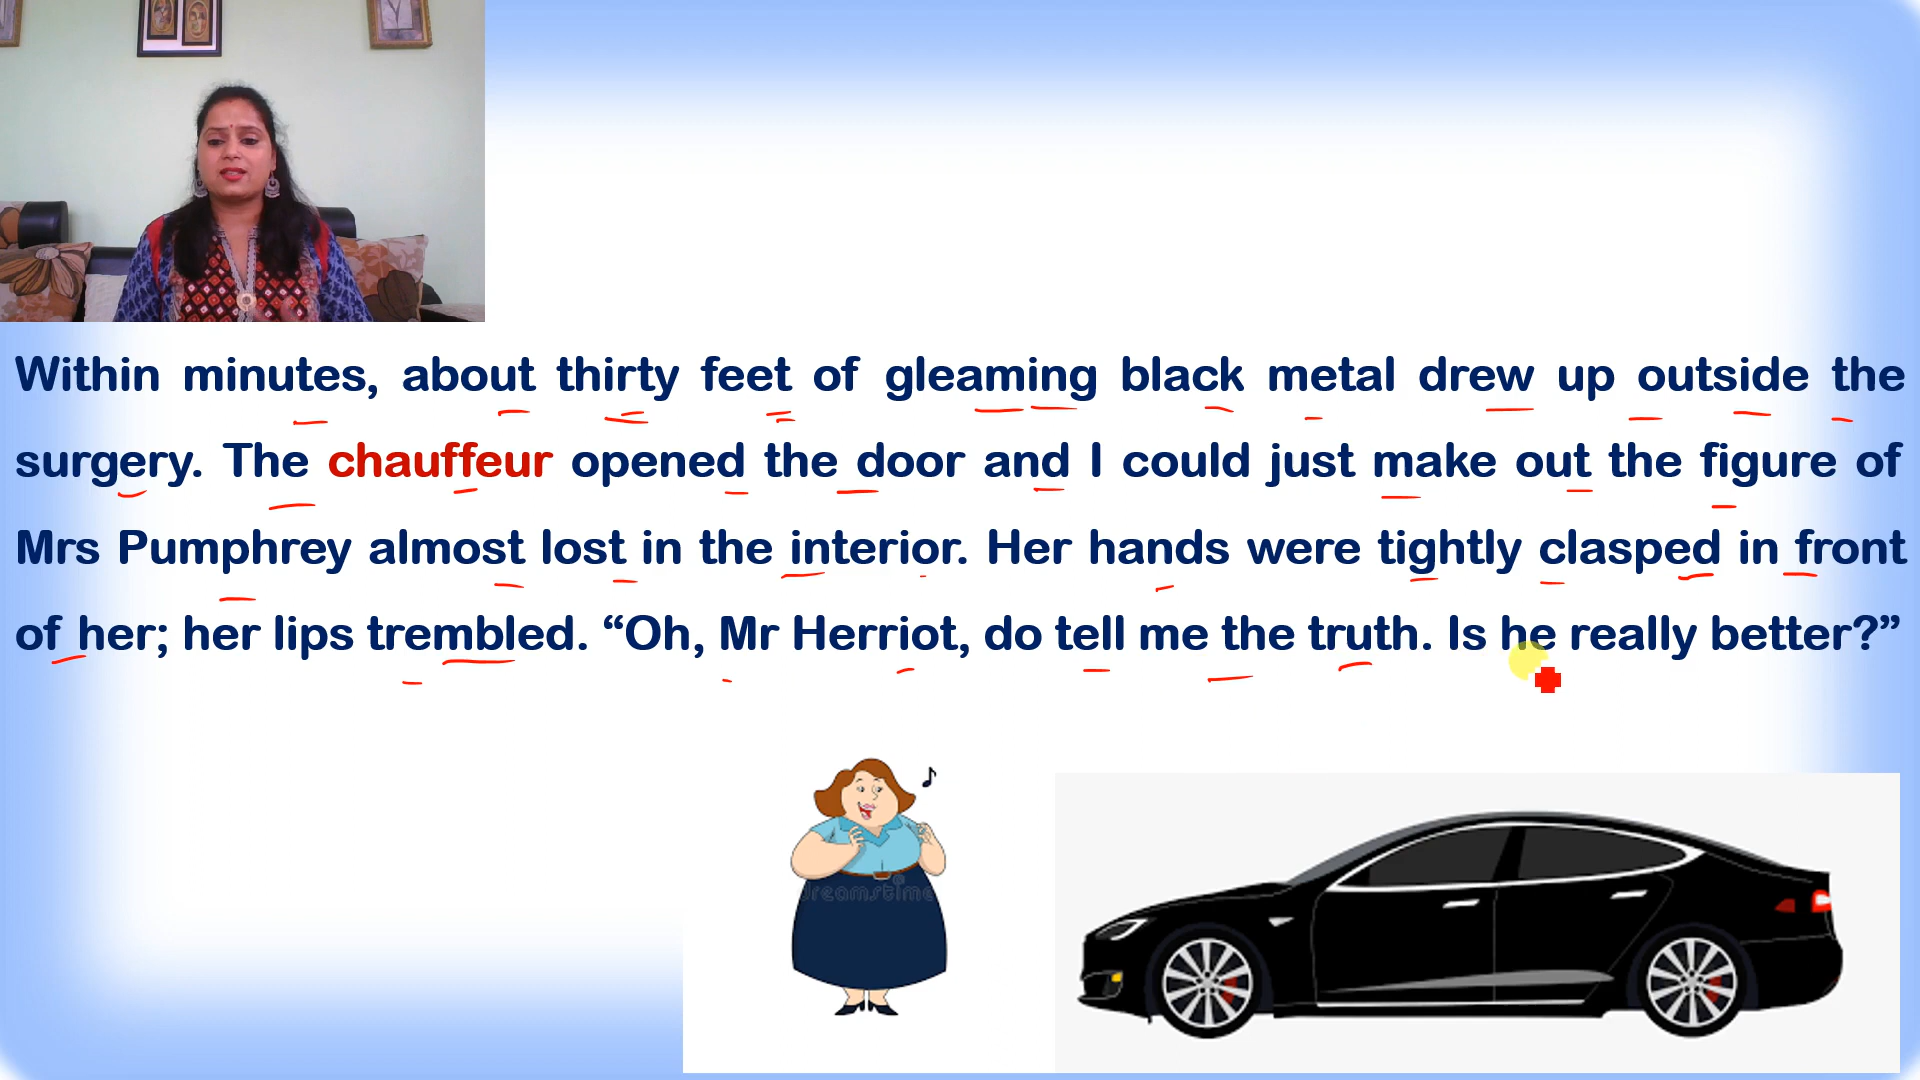 Within minutes, about thirty feet of gleaming black metal drew up outside the
surgery. The chauffeur opened the door and I could just make out the figure of
Mrs Pumphrey almost lost in the interior. Her hands were tightly clasped in front
of her; her lips trembled. “Oh, Mr Herriot, do tell me the truth. Is he really better?”
dreamstime